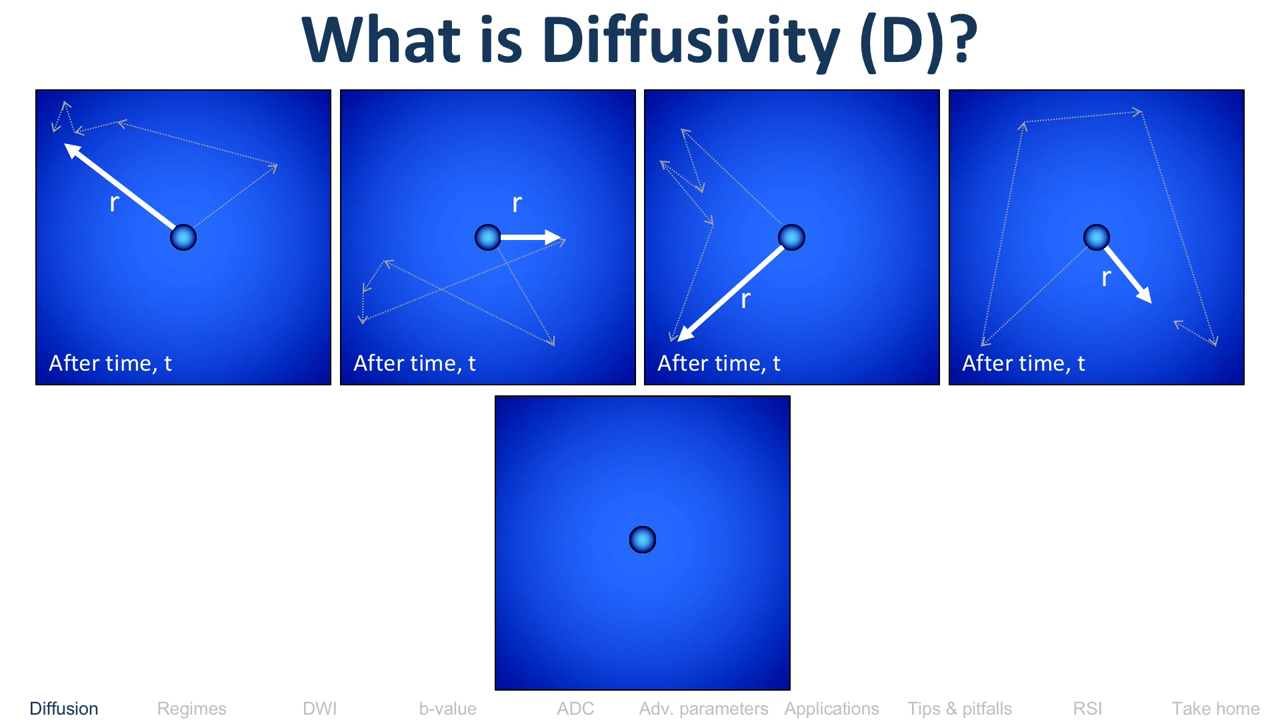 What is Diffusivity (D)?
r
r
r
r
After time, t
After time, t
After time, t
After time, t
Diffusion
Regimes
DWI
b-value
ADC
Adv. parameters
Applications
Tips & pitfalls
RSI
Take home